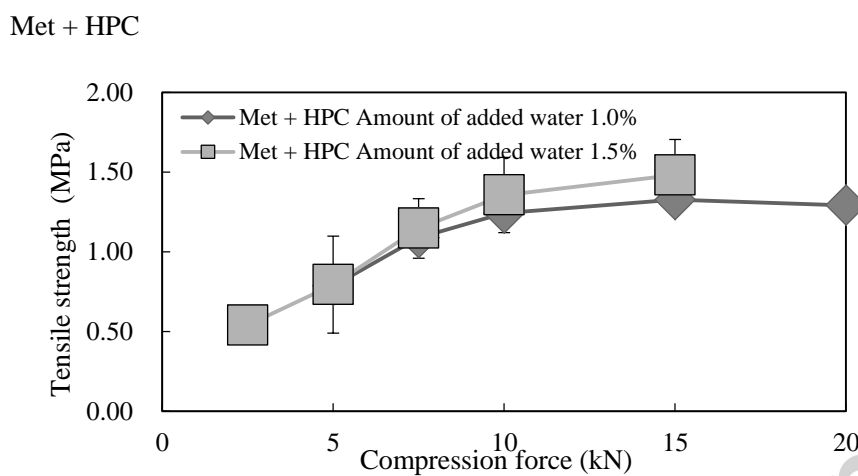 Met + HPC
2.00
Met + HPC Amount of added water 1.0%
Met + HPC Amount of added water 1.5%
1.50
1.00
0.50
0.00
Tensile strength (MPa)
0 5 10 15 20
Compression force (kN)